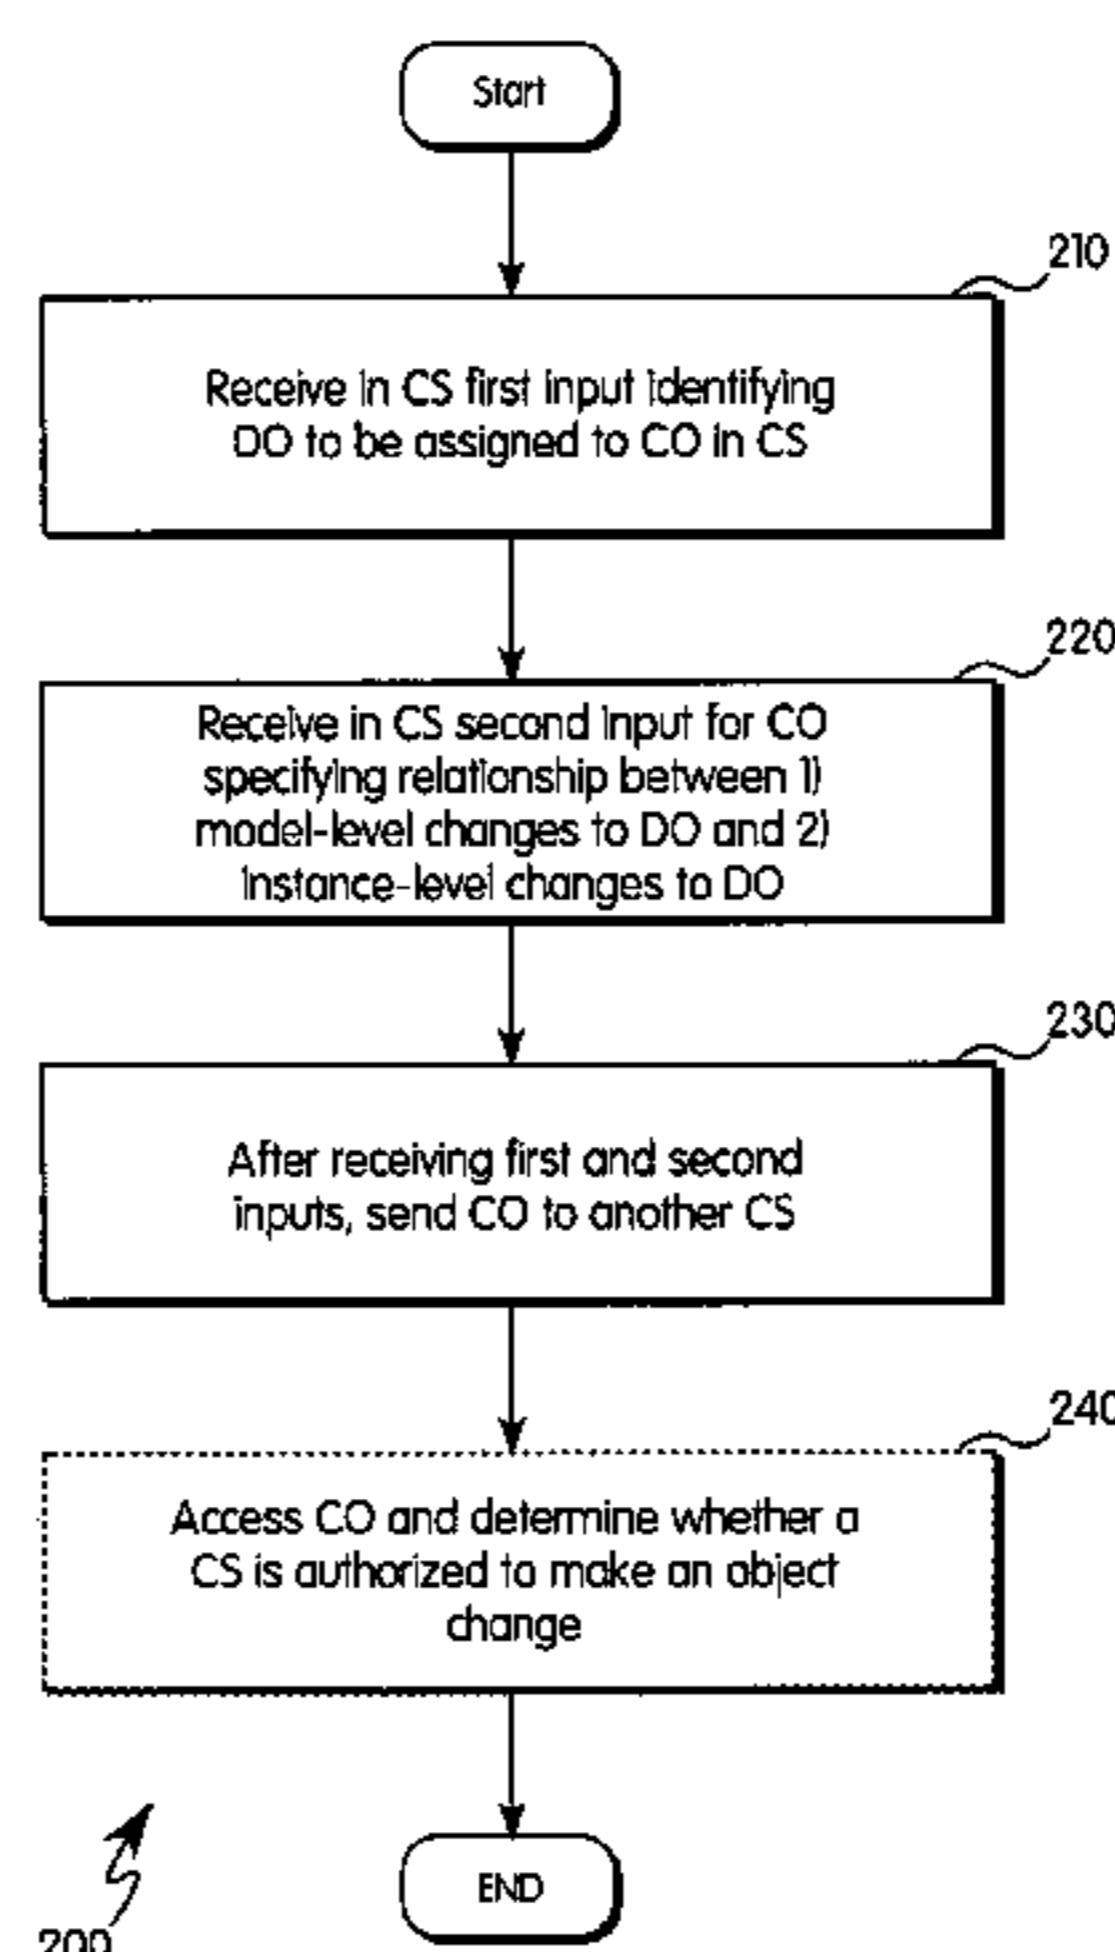 Start
210
Receive in CS first input identifying
DO to be assigned to CO in CS
220
Receive in CS second input for CO
specifying relationship between 1)
model-level changes to DO and 2)
instance-level changes to DO
230
After receiving first and second
inputs, send CO to another CS
240
Access CO and determine whether a
CS is authorized to make an object
change
END
200